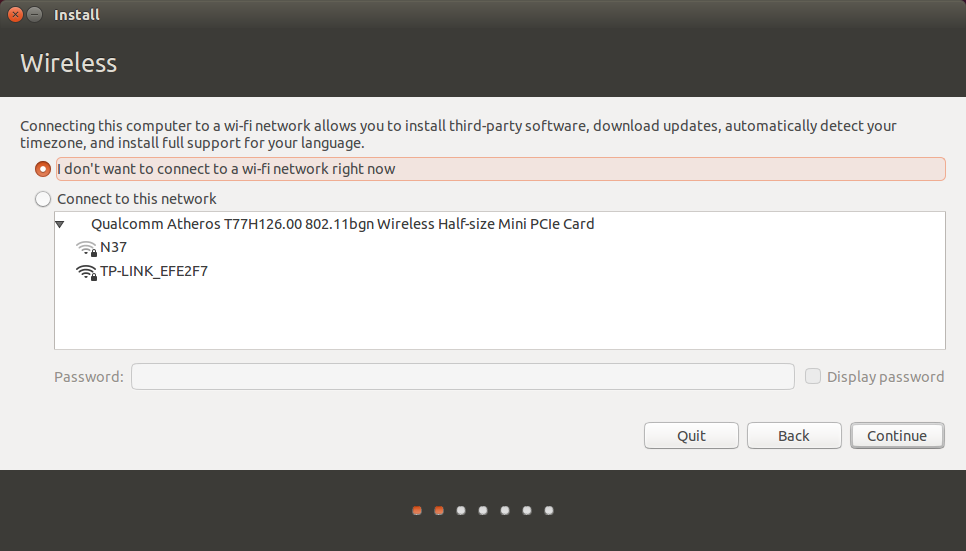 Install
Wireless
Connecting this computer to a wi-fi network allows you to install third-party software, download updates, automatically detect your
timezone, and install full support for your language.
I don't want to connect to a wi-fi network right now
Connect to this network
Qualcomm Atheros T77H126.00 802.11bgn Wireless Half-size Mini PCIe Card
N37
TP-LINK_EFE2F7
Password:
Display password
Quit
Back
Continue